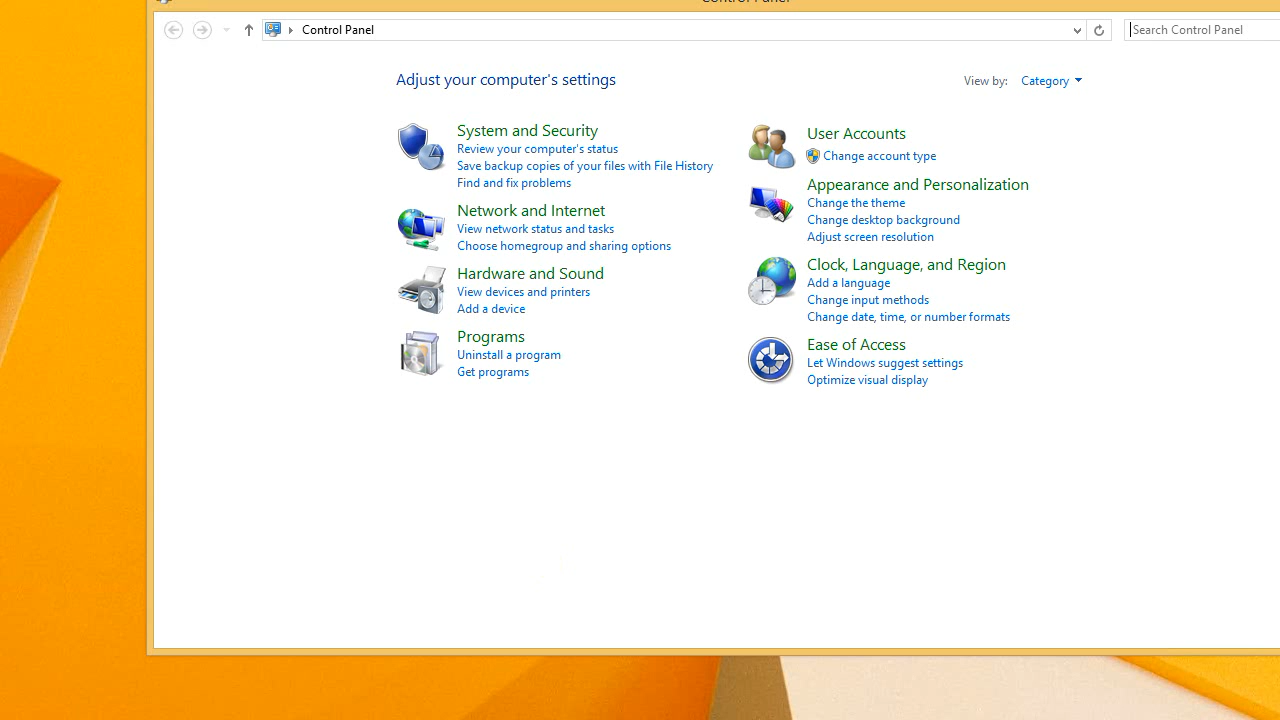 Control Panel
Control Panel
Search Control Panel
Adjust your computer's settings
View by: Category
System and Security
Review your computer's status
Save backup copies of your files with File History
Find and fix problems
Network and Internet
View network status and tasks
Choose homegroup and sharing options
Hardware and Sound
View devices and printers
Add a device
Programs
Uninstall a program
Get programs
User Accounts
Change account type
Appearance and Personalization
Change the theme
Change desktop background
Adjust screen resolution
Clock, Language, and Region
Add a language
Change input methods
Change date, time, or number formats
Ease of Access
Let Windows suggest settings
Optimize visual display